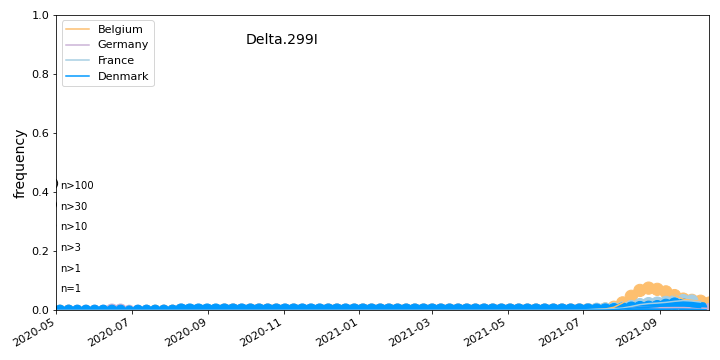 Delta.299I
Belgium
Germany
France
Denmark
frequency
1.0
0.8
0.6
0.4
0.2
0.0
n>100
n>30
n>10
n>3
n>1
n=1
2020-05
2020-07
2020-09
2020-11
2021-01
2021-03
2021-05
2021-07
2021-09